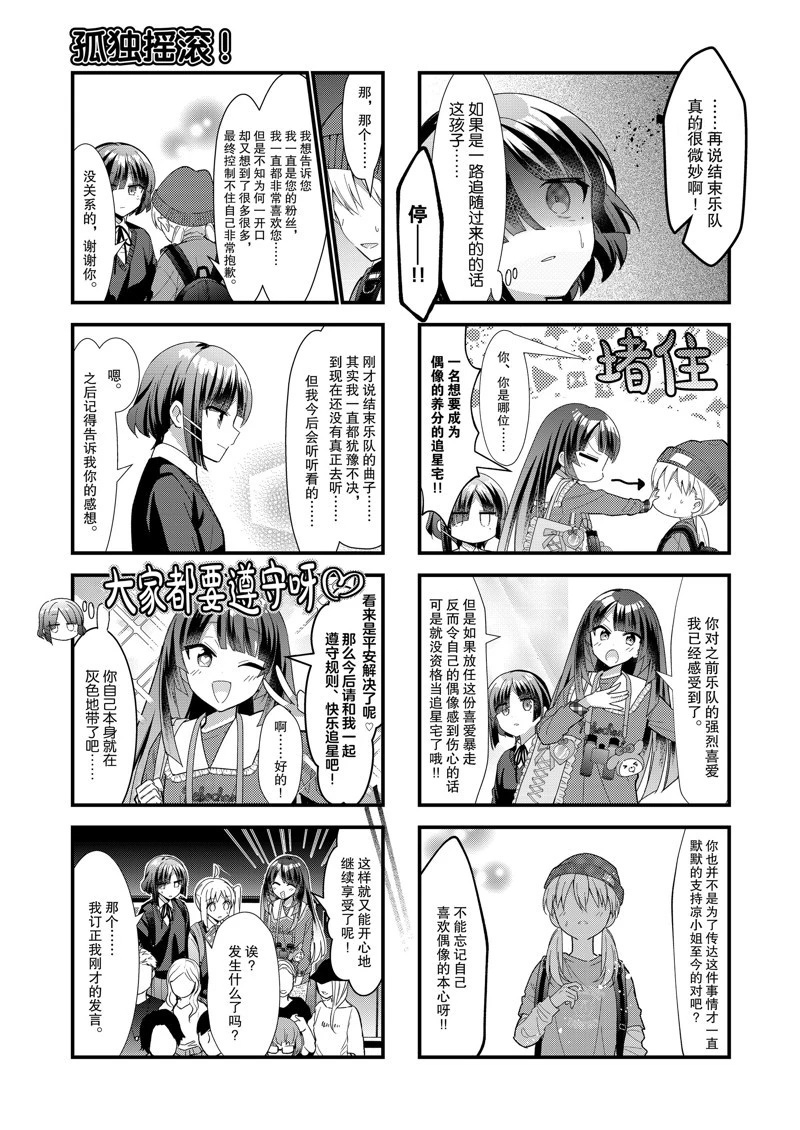 孤独摇滚！
……再说结束乐队
真的很微妙啊！
如果是一路追随过来的的话
这孩子……
停——!!
堵住
你、你是哪位……
一名想要成为
偶像的养分的追星宅!!
你对之前乐队的强烈喜爱
我已经感受到了。
但是如果放任这份喜爱暴走
反而令自己的偶像感到伤心的话
可是就没资格当追星宅了哦!!
你也并不是为了传达这件事情才一直
默默的支持凉小姐至今的对吧？
不能忘记自己
喜欢偶像的本心呀!!
那，那个……
我想告诉您
我一直是您的粉丝，
我一直都非常喜欢您……
但是不知为何一开口
却又想到了很多很多，
最终控制不住自己非常抱歉。
没关系的，谢谢你。
刚才说结束乐队的曲子……
其实我一直都犹豫不决，
到现在还没有真正去听……
但我今后会听听看的……
嗯。
之后记得告诉我你的感想。
大家都要遵守呀
看来是平安解决了呢♡
那么今后请和我一起
遵守规则、快乐追星吧！
啊……好的！
你自己本身就在
灰色地带了吧……
这样就又能开心地
继续享受了呢！
诶？
发生什么了吗？
那个……
我订正我刚才的发言。